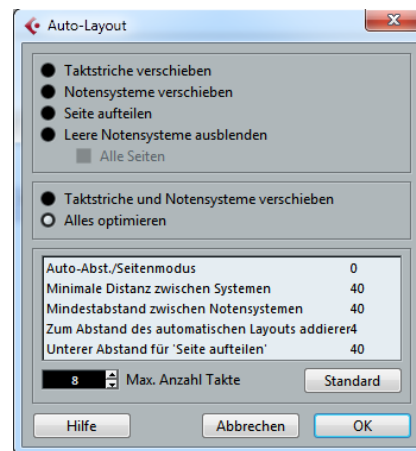 Auto-Layout
Taktstriche verschieben
Notensysteme verschieben
Seite aufteilen
Leere Notensysteme ausblenden
Alle Seiten
Taktstriche und Notensysteme verschieben
Alles optimieren
Auto-Abst./Seitenmodus 0
Minimale Distanz zwischen Systemen 40
Mindestabstand zwischen Notensystemen 40
Zum Abstand des automatischen Layouts addierer4
Unterer Abstand für 'Seite aufteilen' 40
8 Max. Anzahl Takte Standard
Hilfe Abbrechen OK